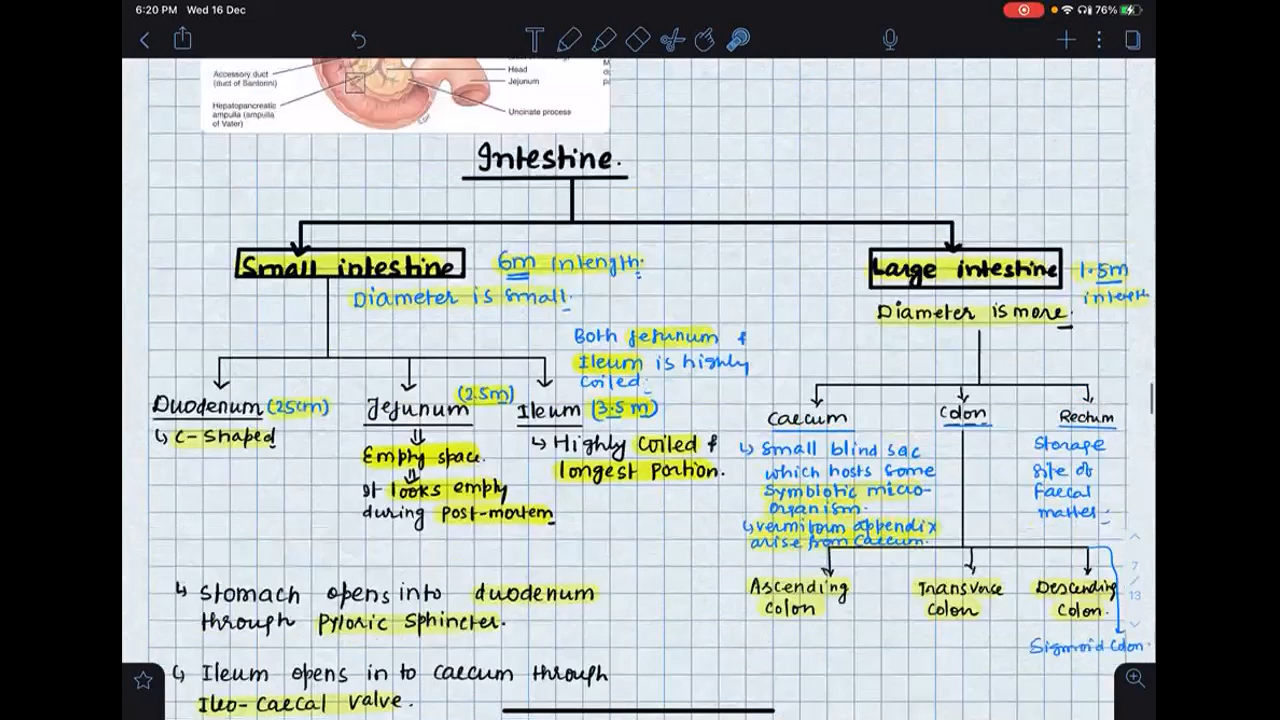 6:20 PM Wed 16 Dec
76%
Accessory duct
(duct of Santorini)
Head
Jejunum
Hepatopancreatic
ampulla (ampulla
of Vater)
Uncinate process
Intestine.
Small intestine
6m in length.
Diameter is small.
Large intestine
1.5m
in length
Diameter is more.
Both jejunum &
Ileum is highly
coiled.
Duodenum (25cm)
↳ C-Shaped
Jejunum (2.5m)
Empty space.
It looks empty
during post-mortem
Ileum (3.5m)
↳ Highly coiled &
longest portion.
Caecum
↳ Small blind sac
which hosts some
symbiotic micro-
organism.
↳ vermiform appendix
arise from caecum.
Colon
Rectum
Storage
site of
faecal
matter.
Ascending
colon
Transverce
colon
Descending
colon.
Sigmoid colon
7
/
13
↳ Stomach opens into duodenum
through Pyloric Sphincter.
↳ Ileum opens in to caecum through
Ileo-caecal valve.